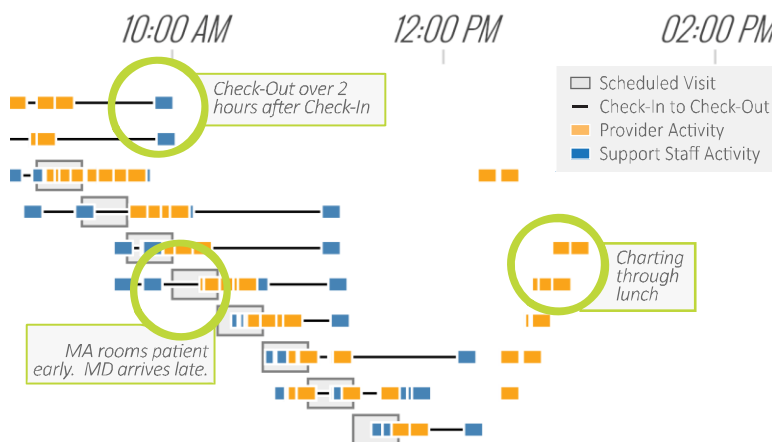 10:00 AM
12:00 PM
02:00 PM
Check-Out over 2
hours after Check-In
Scheduled Visit
Check-In to Check-Out
Provider Activity
Support Staff Activity
Charting
through
lunch
MA rooms patient
early. MD arrives late.